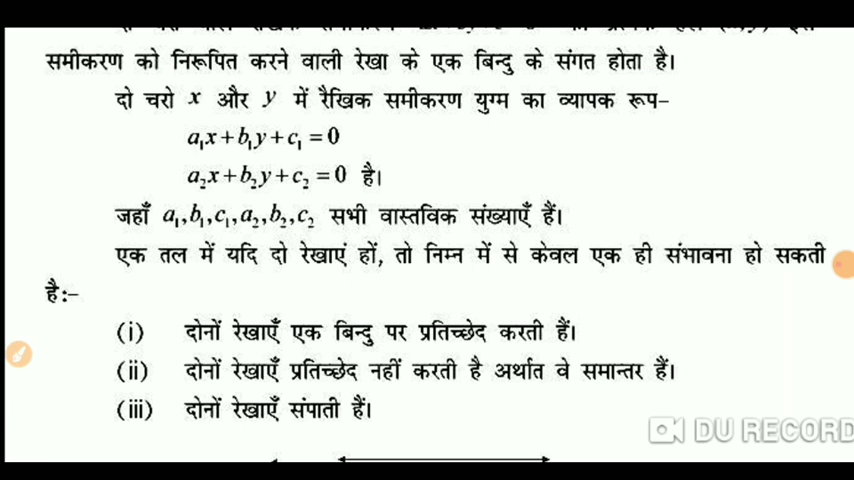 समीकरण को निरूपित करने वाली रेखा के एक बिन्दु के संगत होता है।
दो चरो x और y में रैखिक समीकरण युग्म का व्यापक रूप–
a₁x+b₁y+c₁=0
a₂x+b₂y+c₂=0 है।
जहाँ a₁,b₁,c₁,a₂,b₂,c₂ सभी वास्तविक संख्याएँ हैं।
एक तल में यदि दो रेखाएं हों, तो निम्न में से केवल एक ही संभावना हो सकती
है:–
(i) दोनों रेखाएँ एक बिन्दु पर प्रतिच्छेद करती हैं।
(ii) दोनों रेखाएँ प्रतिच्छेद नहीं करती है अर्थात वे समान्तर हैं।
(iii) दोनों रेखाएँ संपाती हैं।
DU RECORD